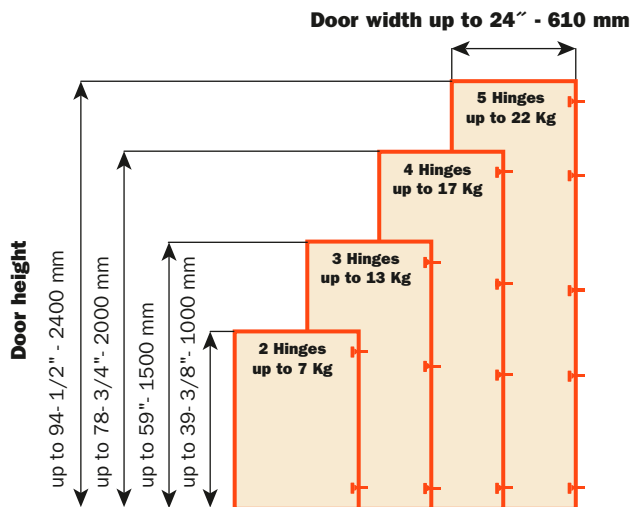 Door width up to 24˝ - 610 mm
5 Hinges
up to 22 Kg
4 Hinges
up to 17 Kg
3 Hinges
up to 13 Kg
2 Hinges
up to 7 Kg
Door height
up to 94-1/2" - 2400 mm
up to 78-3/4"- 2000 mm
up to 59"- 1500 mm
up to 39-3/8"- 1000 mm